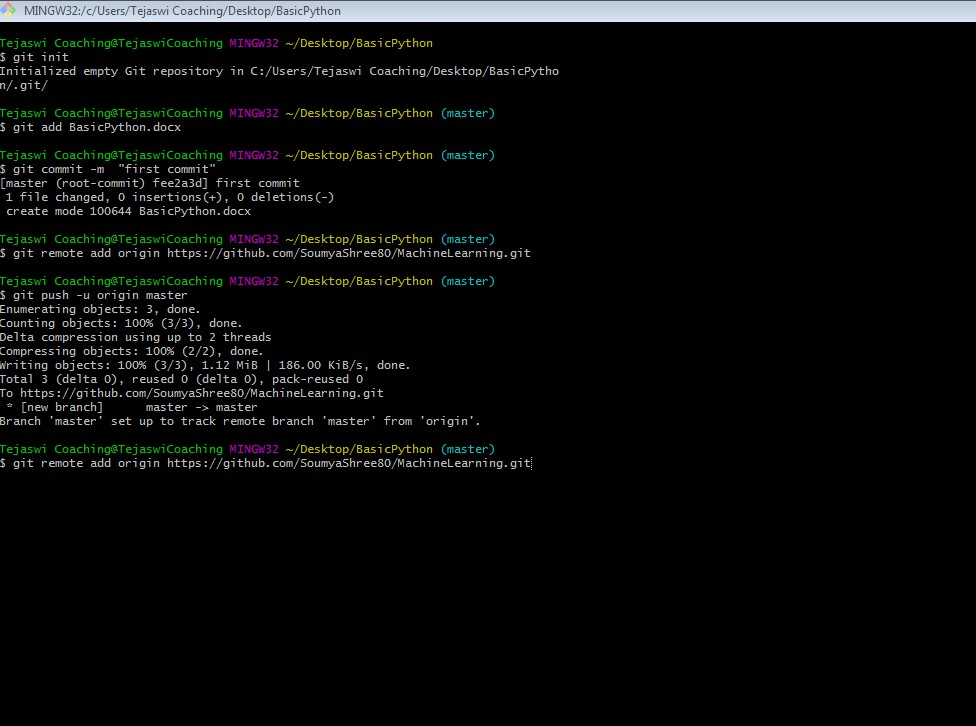 MINGW32:/c/Users/Tejaswi Coaching/Desktop/BasicPython
Tejaswi Coaching@TejaswiCoaching MINGW32 ~/Desktop/BasicPython
$ git init
Initialized empty Git repository in C:/Users/Tejaswi Coaching/Desktop/BasicPytho
n/.git/
Tejaswi Coaching@TejaswiCoaching MINGW32 ~/Desktop/BasicPython (master)
$ git add BasicPython.docx
Tejaswi Coaching@TejaswiCoaching MINGW32 ~/Desktop/BasicPython (master)
$ git commit -m  "first commit"
[master (root-commit) fee2a3d] first commit
 1 file changed, 0 insertions(+), 0 deletions(-)
 create mode 100644 BasicPython.docx
Tejaswi Coaching@TejaswiCoaching MINGW32 ~/Desktop/BasicPython (master)
$ git remote add origin https://github.com/SoumyaShree80/MachineLearning.git
Tejaswi Coaching@TejaswiCoaching MINGW32 ~/Desktop/BasicPython (master)
$ git push -u origin master
Enumerating objects: 3, done.
Counting objects: 100% (3/3), done.
Delta compression using up to 2 threads
Compressing objects: 100% (2/2), done.
Writing objects: 100% (3/3), 1.12 MiB | 186.00 KiB/s, done.
Total 3 (delta 0), reused 0 (delta 0), pack-reused 0
To https://github.com/SoumyaShree80/MachineLearning.git
 * [new branch]      master -> master
Branch 'master' set up to track remote branch 'master' from 'origin'.
Tejaswi Coaching@TejaswiCoaching MINGW32 ~/Desktop/BasicPython (master)
$ git remote add origin https://github.com/SoumyaShree80/MachineLearning.git